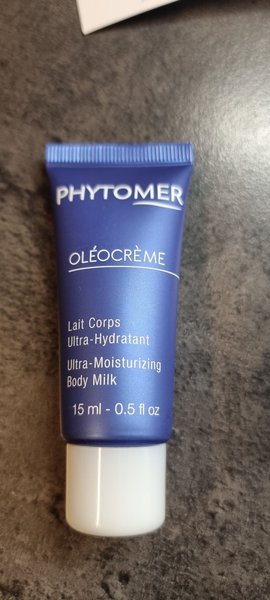 PHYTOMER
OLÉOCRÈME
Lait Corps
Ultra-Hydratant
Ultra-Moisturizing
Body Milk
15 ml - 0.5 fl oz